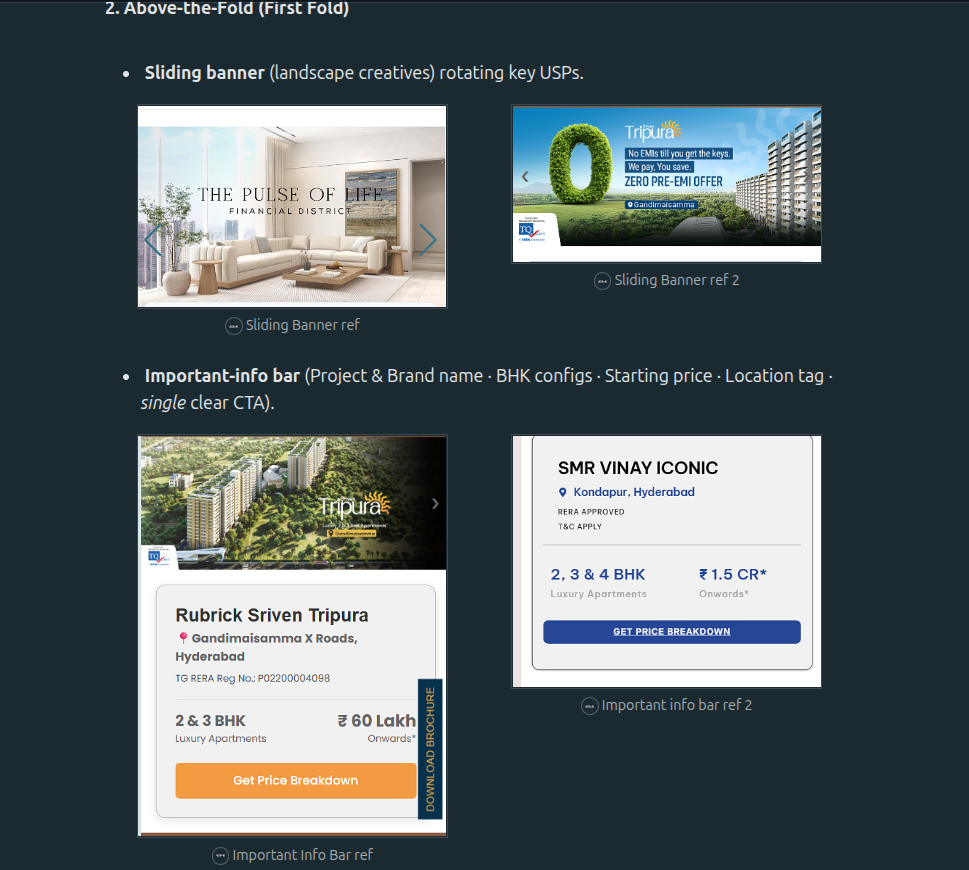 2. Above-the-Fold (First Fold)
Sliding banner (landscape creatives) rotating key USPs.
THE PULSE OF LIFE
FINANCIAL DISTRICT
Tripura
No EMIs till you get the keys.
We pay, You save.
ZERO PRE-EMI OFFER
Gandimaisamma
TQ
Sliding Banner ref
Sliding Banner ref 2
Important-info bar (Project & Brand name · BHK configs · Starting price · Location tag ·
single clear CTA).
Tripura
Gandimaisamma
TQ
Rubrick Sriven Tripura
Gandimaisamma X Roads,
Hyderabad
TG RERA Reg No.: P02200004098
2 & 3 BHK
₹ 60 Lakh
Luxury Apartments
Onwards*
Get Price Breakdown
DOWNLOAD BROCHURE
SMR VINAY ICONIC
Kondapur, Hyderabad
RERA APPROVED
T&C APPLY
2, 3 & 4 BHK
₹ 1.5 CR*
Luxury Apartments
Onwards*
GET PRICE BREAKDOWN
Important info bar ref 2
Important Info Bar ref